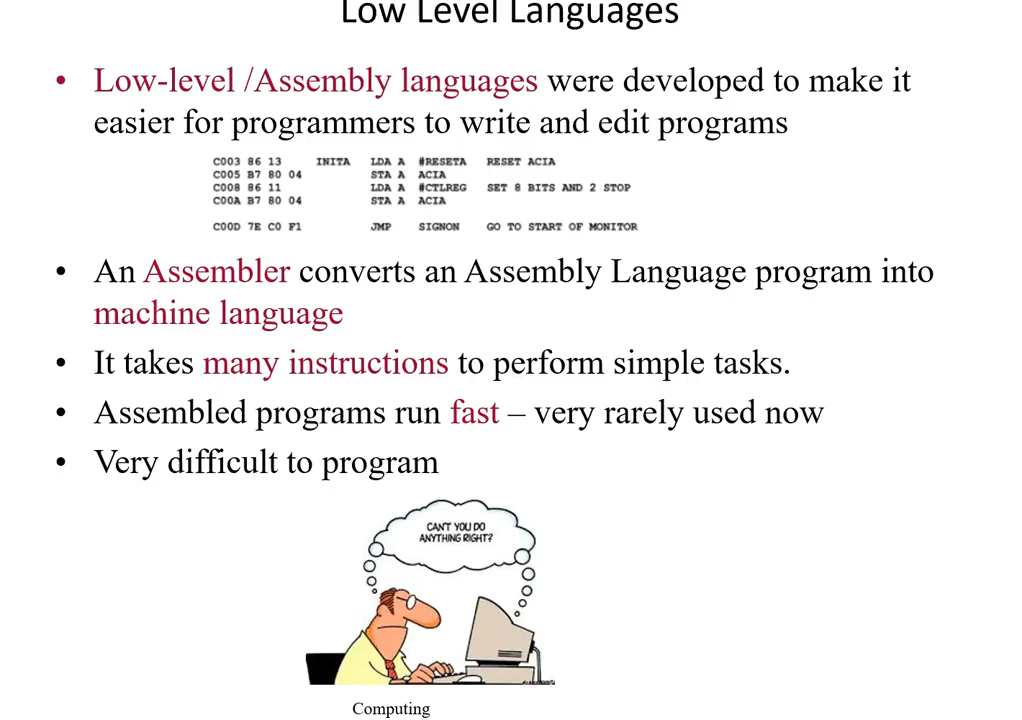 Low Level Languages
• Low-level /Assembly languages were developed to make it
easier for programmers to write and edit programs
C003 86 13 INITA LDA A #RESETA RESET ACIA
C005 B7 80 04 STA A ACIA
C008 86 11 LDA A #CTLREG SET 8 BITS AND 2 STOP
C00A B7 80 04 STA A ACIA
C00D 7E C0 F1 JMP SIGNON GO TO START OF MONITOR
• An Assembler converts an Assembly Language program into
machine language
• It takes many instructions to perform simple tasks.
• Assembled programs run fast – very rarely used now
• Very difficult to program
CAN'T YOU DO
ANYTHING RIGHT?
Computing